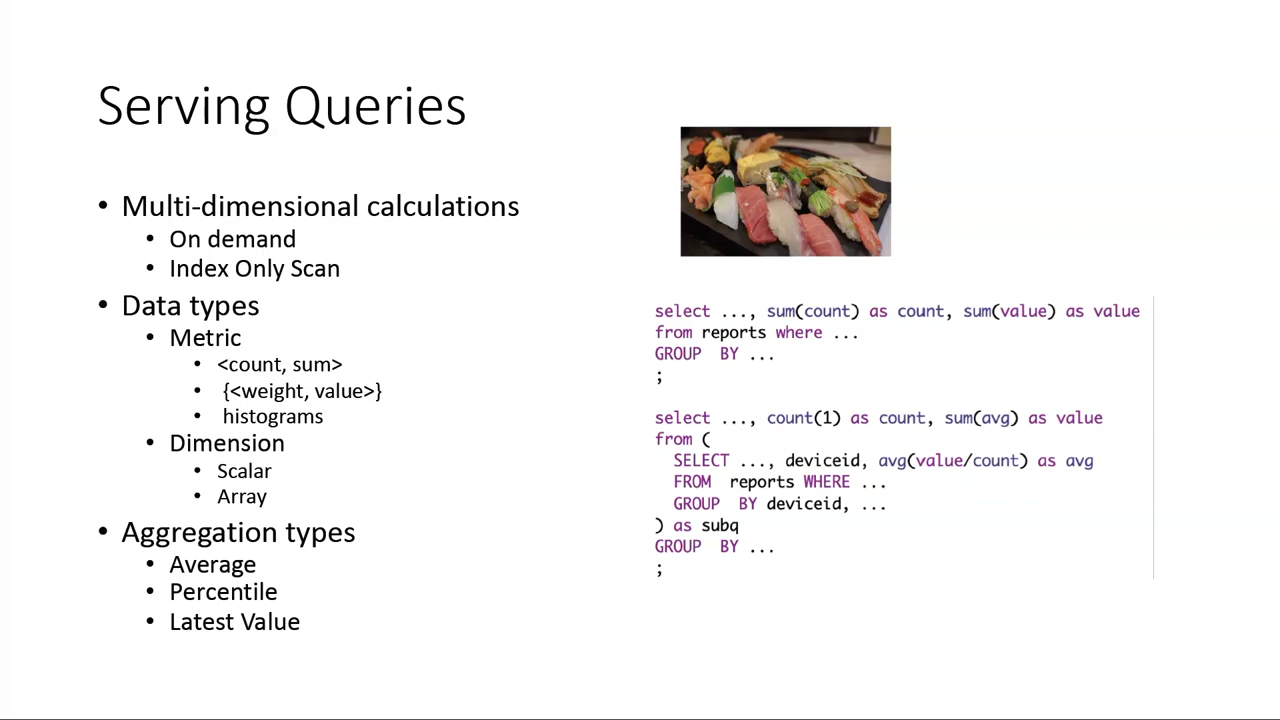 Serving Queries
• Multi-dimensional calculations
• On demand
• Index Only Scan
• Data types
• Metric
• <count, sum>
• {<weight, value>}
• histograms
• Dimension
• Scalar
• Array
• Aggregation types
• Average
• Percentile
• Latest Value
select ..., sum(count) as count, sum(value) as value
from reports where ...
GROUP  BY ...
;
select ..., count(1) as count, sum(avg) as value
from (
  SELECT ..., deviceid, avg(value/count) as avg
  FROM  reports WHERE ...
  GROUP  BY deviceid, ...
) as subq
GROUP  BY ...
;